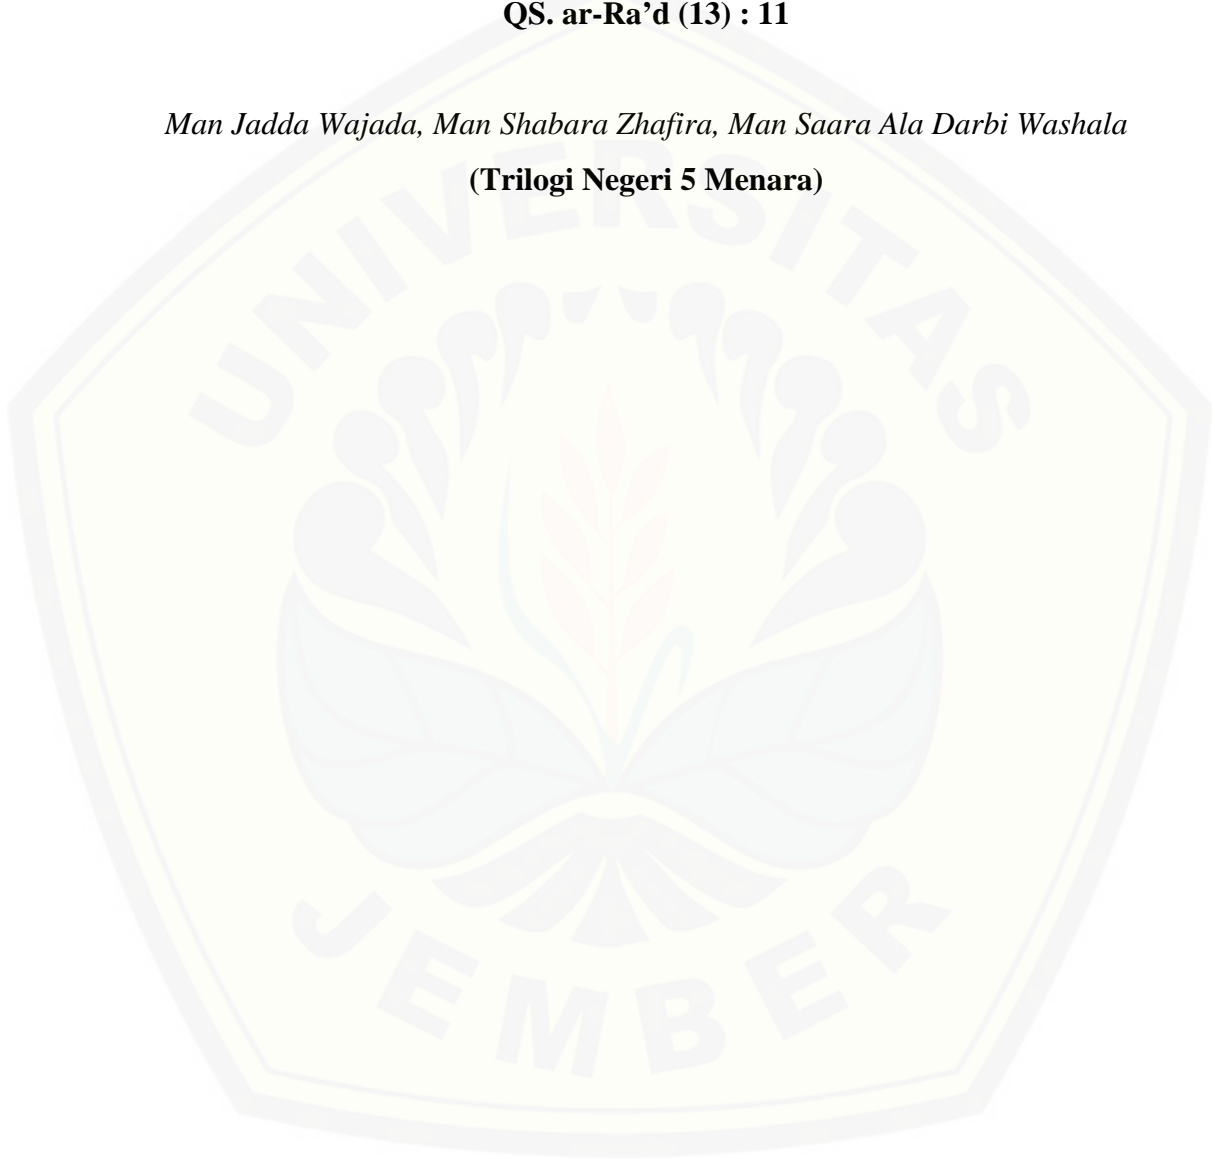 QS. ar-Ra’d (13) : 11
Man Jadda Wajada, Man Shabara Zhafira, Man Saara Ala Darbi Washala
(Trilogi Negeri 5 Menara)
UNIVERSITAS
JEMBER